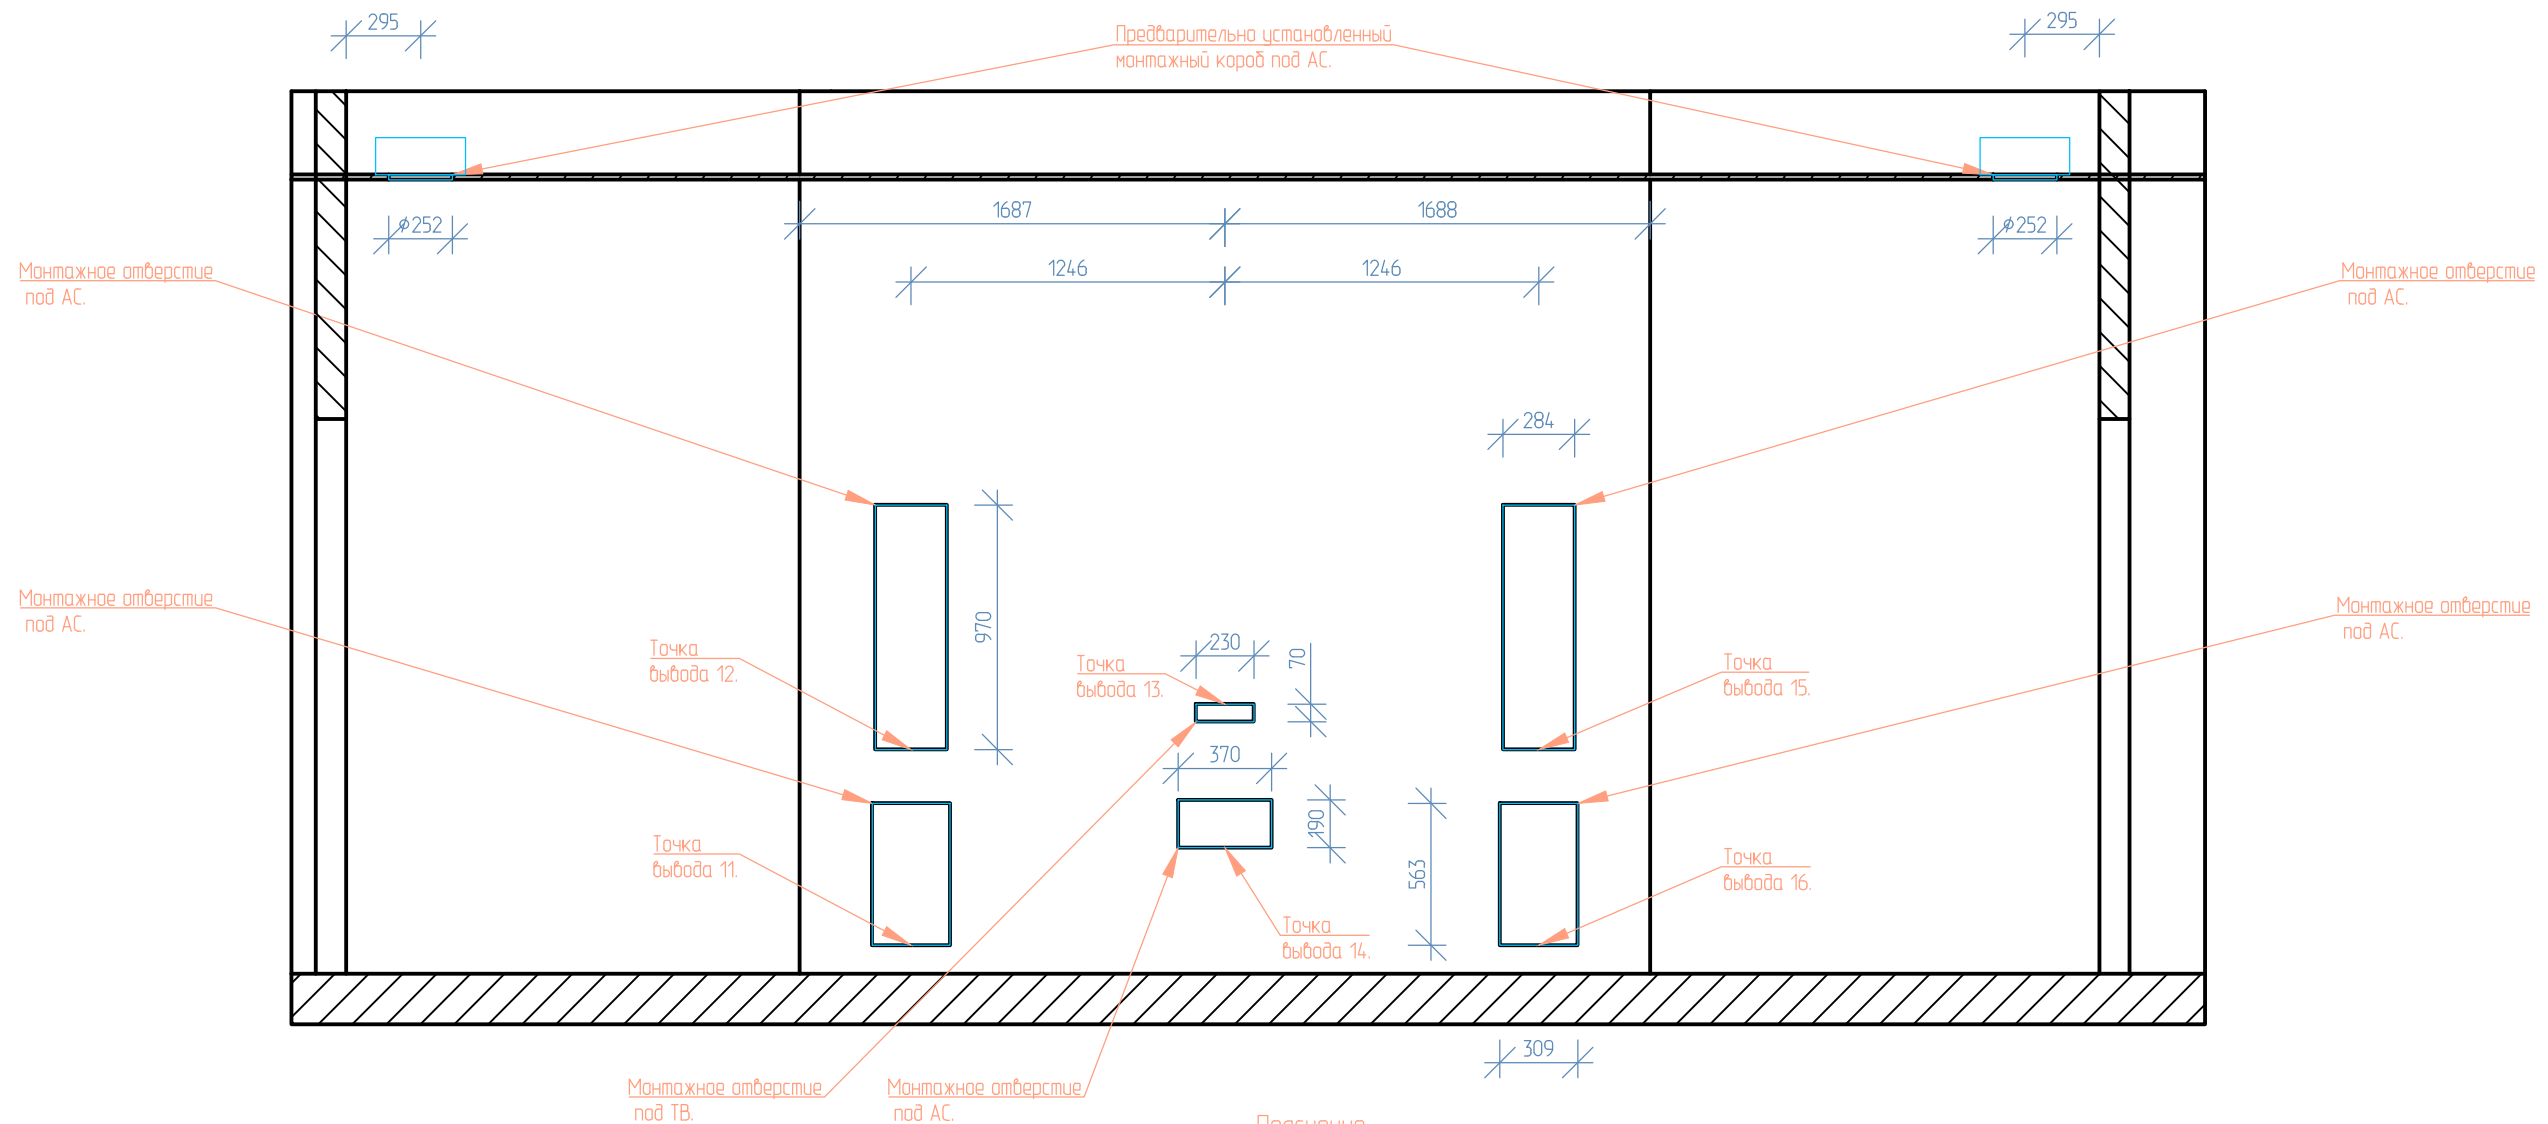 295
295
Предварительно установленный
монтажный короб под АС.
1687
1688
ϕ252
ϕ252
Монтажное отверстие
под АС.
1246
1246
Монтажное отверстие
под АС.
284
Монтажное отверстие
под АС.
970
Монтажное отверстие
под АС.
Точка
вывода 12.
230
70
Точка
вывода 13.
Точка
вывода 15.
370
190
Точка
вывода 11.
563
Точка
вывода 16.
Точка
вывода 14.
309
Монтажное отверстие
под ТВ.
Монтажное отверстие
под АС.